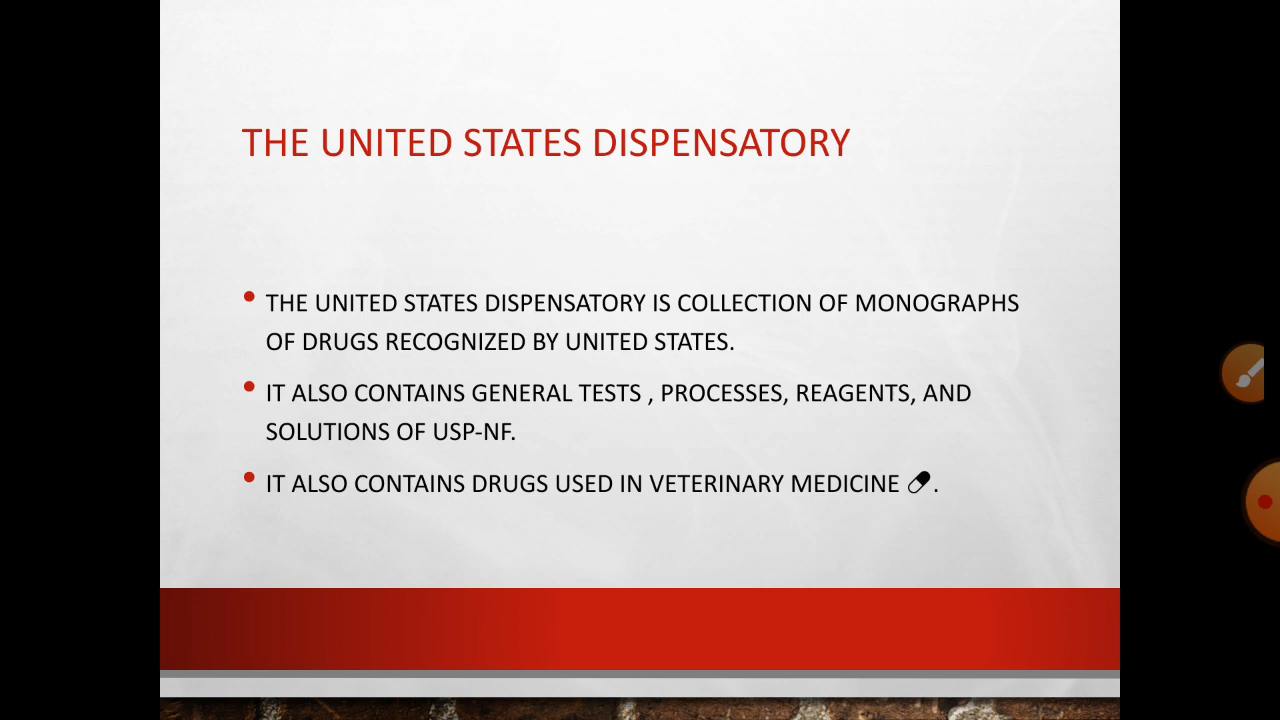 THE UNITED STATES DISPENSATORY
• THE UNITED STATES DISPENSATORY IS COLLECTION OF MONOGRAPHS
OF DRUGS RECOGNIZED BY UNITED STATES.
• IT ALSO CONTAINS GENERAL TESTS , PROCESSES, REAGENTS, AND
SOLUTIONS OF USP-NF.
• IT ALSO CONTAINS DRUGS USED IN VETERINARY MEDICINE 💊.